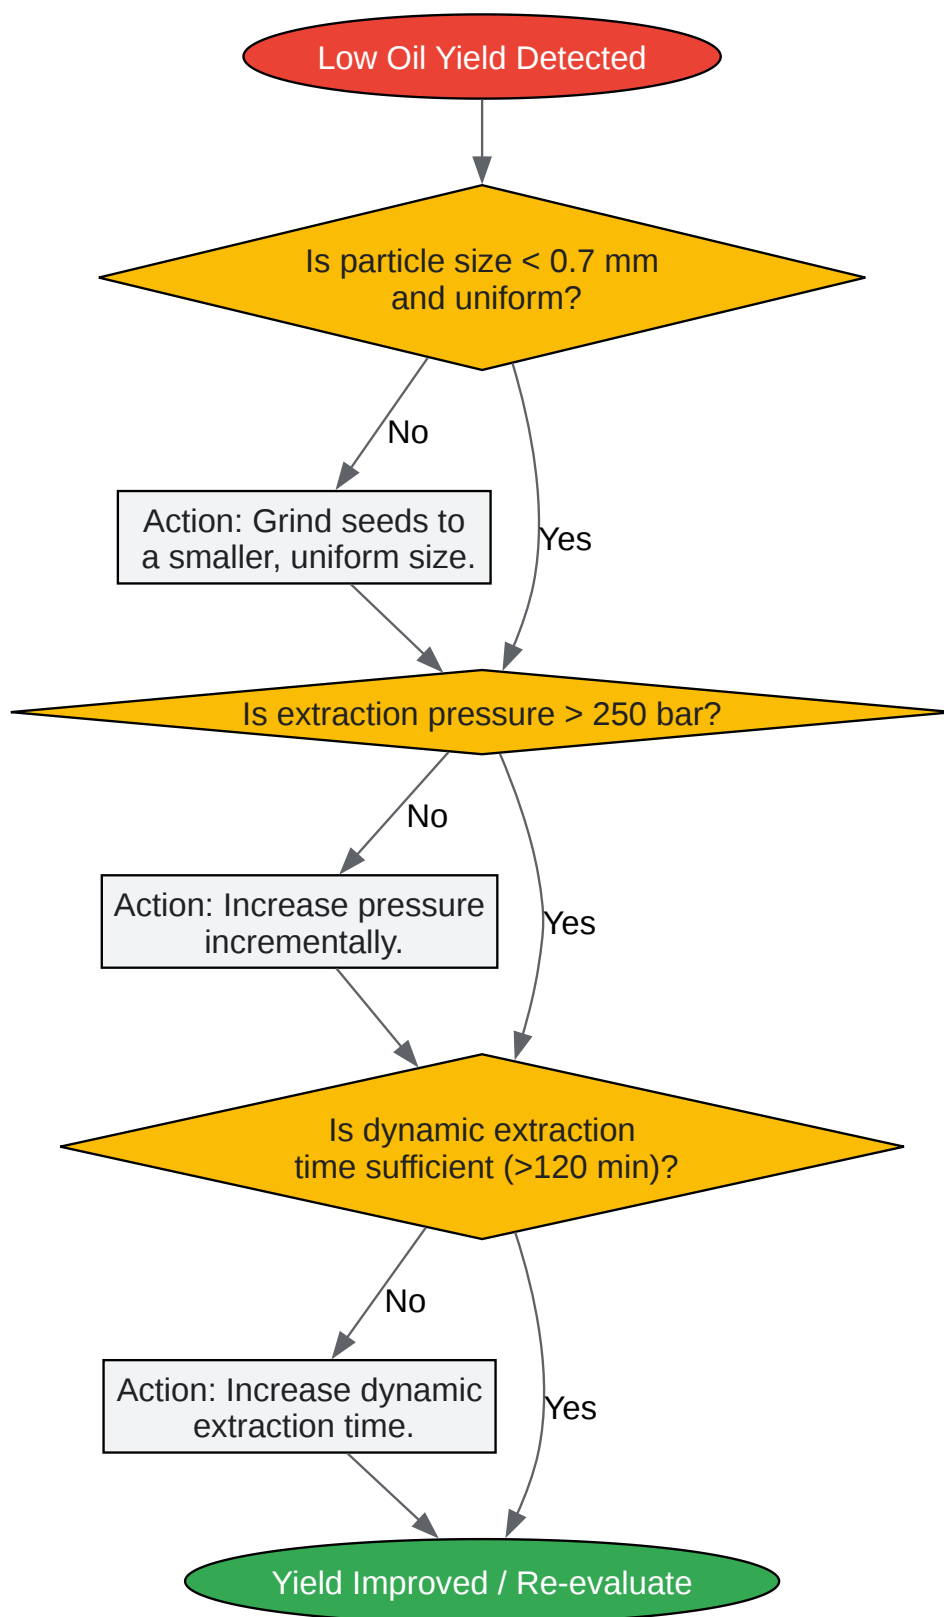 Low Oil Yield Detected
Is particle size < 0.7 mm
and uniform?
No
Action: Grind seeds to
a smaller, uniform size.
Yes
Is extraction pressure > 250 bar?
No
Action: Increase pressure
incrementally.
Yes
Is dynamic extraction
time sufficient (>120 min)?
No
Action: Increase dynamic
extraction time.
Yes
Yield Improved / Re-evaluate